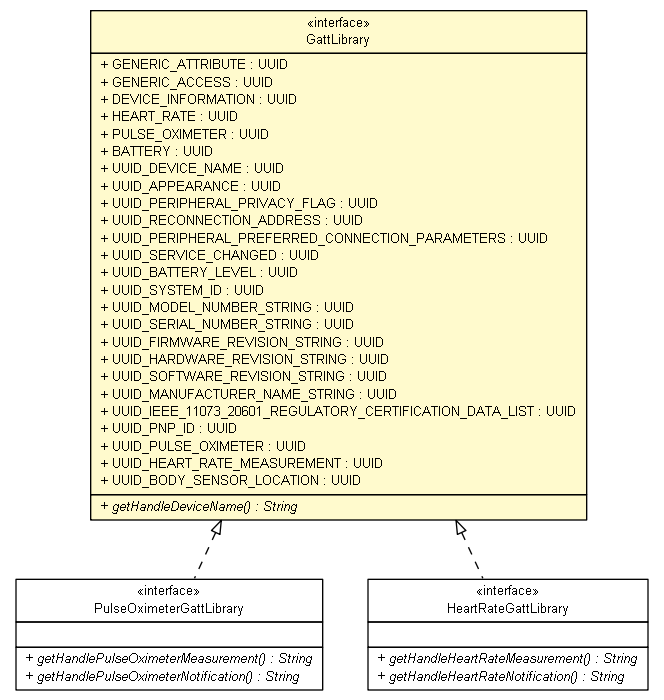 «interface»
GattLibrary
+ GENERIC_ATTRIBUTE : UUID
+ GENERIC_ACCESS : UUID
+ DEVICE_INFORMATION : UUID
+ HEART_RATE : UUID
+ PULSE_OXIMETER : UUID
+ BATTERY : UUID
+ UUID_DEVICE_NAME : UUID
+ UUID_APPEARANCE : UUID
+ UUID_PERIPHERAL_PRIVACY_FLAG : UUID
+ UUID_RECONNECTION_ADDRESS : UUID
+ UUID_PERIPHERAL_PREFERRED_CONNECTION_PARAMETERS : UUID
+ UUID_SERVICE_CHANGED : UUID
+ UUID_BATTERY_LEVEL : UUID
+ UUID_SYSTEM_ID : UUID
+ UUID_MODEL_NUMBER_STRING : UUID
+ UUID_SERIAL_NUMBER_STRING : UUID
+ UUID_FIRMWARE_REVISION_STRING : UUID
+ UUID_HARDWARE_REVISION_STRING : UUID
+ UUID_SOFTWARE_REVISION_STRING : UUID
+ UUID_MANUFACTURER_NAME_STRING : UUID
+ UUID_IEEE_11073_20601_REGULATORY_CERTIFICATION_DATA_LIST : UUID
+ UUID_PNP_ID : UUID
+ UUID_PULSE_OXIMETER : UUID
+ UUID_HEART_RATE_MEASUREMENT : UUID
+ UUID_BODY_SENSOR_LOCATION : UUID
+ getHandleDeviceName() : String
«interface»
PulseOximeterGattLibrary
+ getHandlePulseOximeterMeasurement() : String
+ getHandlePulseOximeterNotification() : String
«interface»
HeartRateGattLibrary
+ getHandleHeartRateMeasurement() : String
+ getHandleHeartRateNotification() : String